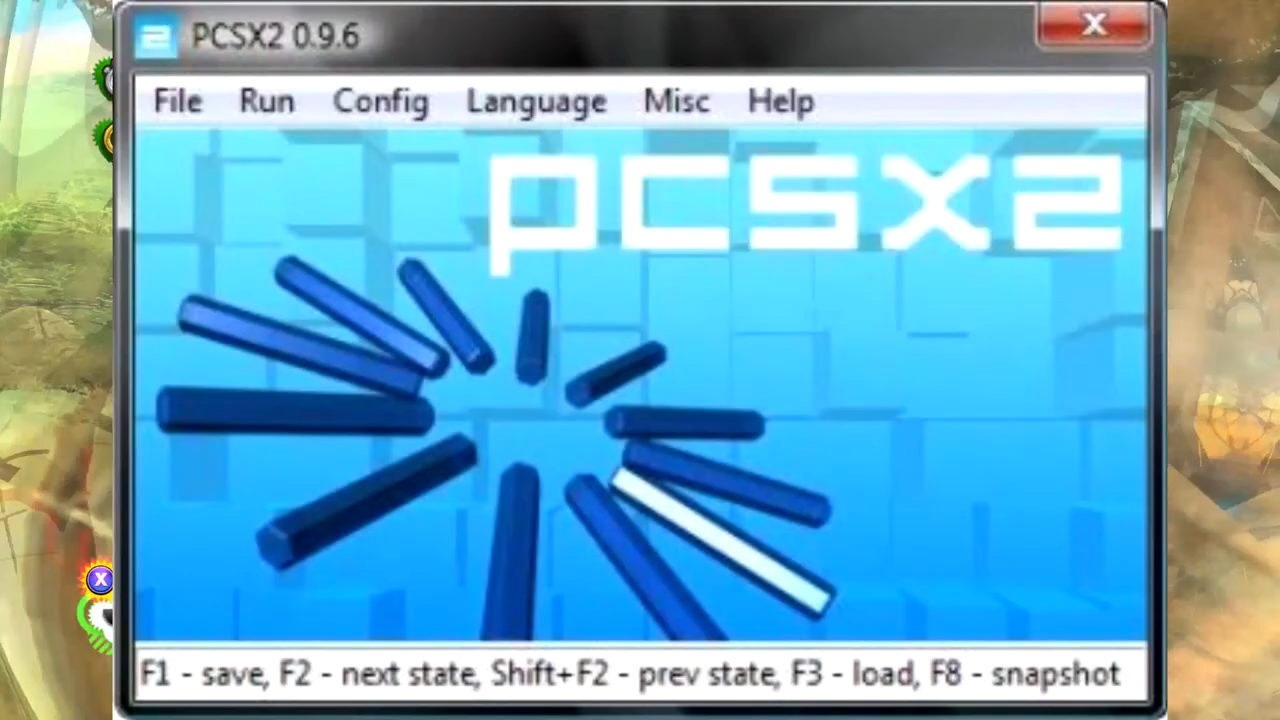 PCSX2 0.9.6
X
File Run Config Language Misc Help
pcsx2
X
F1 - save, F2 - next state, Shift+F2 - prev state, F3 - load, F8 - snapshot